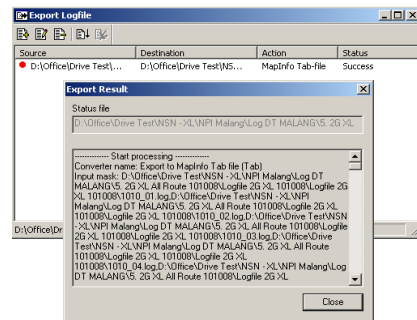 Export Logfile
Source Destination Action Status
D:\Office\Drive Test\... D:\Office\Drive Test\NS... MapInfo Tab-file Success
Export Result
Status file
D:\Office\Drive Test\NSN - XL\NPI Malang\Log DT MALANG\5. 2G XL
-------------- Start processing --------------
Converter name: Export to MapInfo Tab file (Tab)
Input mask: D:\Office\Drive Test\NSN - XL\NPI Malang\Log DT
MALANG\5. 2G XL All Route 101008\Logfile 2G XL 101008\Logfile 2G
XL 101008\1010_01.log,D:\Office\Drive Test\NSN - XL\NPI
Malang\Log DT MALANG\5. 2G XL All Route 101008\Logfile 2G XL
101008\Logfile 2G XL 101008\1010_02.log,D:\Office\Drive Test\NSN
- XL\NPI Malang\Log DT MALANG\5. 2G XL All Route 101008\Logfile
2G XL 101008\Logfile 2G XL 101008\1010_03.log,D:\Office\Drive
Test\NSN - XL\NPI Malang\Log DT MALANG\5. 2G XL All Route
101008\Logfile 2G XL 101008\Logfile 2G XL
101008\1010_04.log,D:\Office\Drive Test\NSN - XL\NPI Malang\Log
DT MALANG\5. 2G XL All Route 101008\Logfile 2G XL
D:\Office\Dr
Close